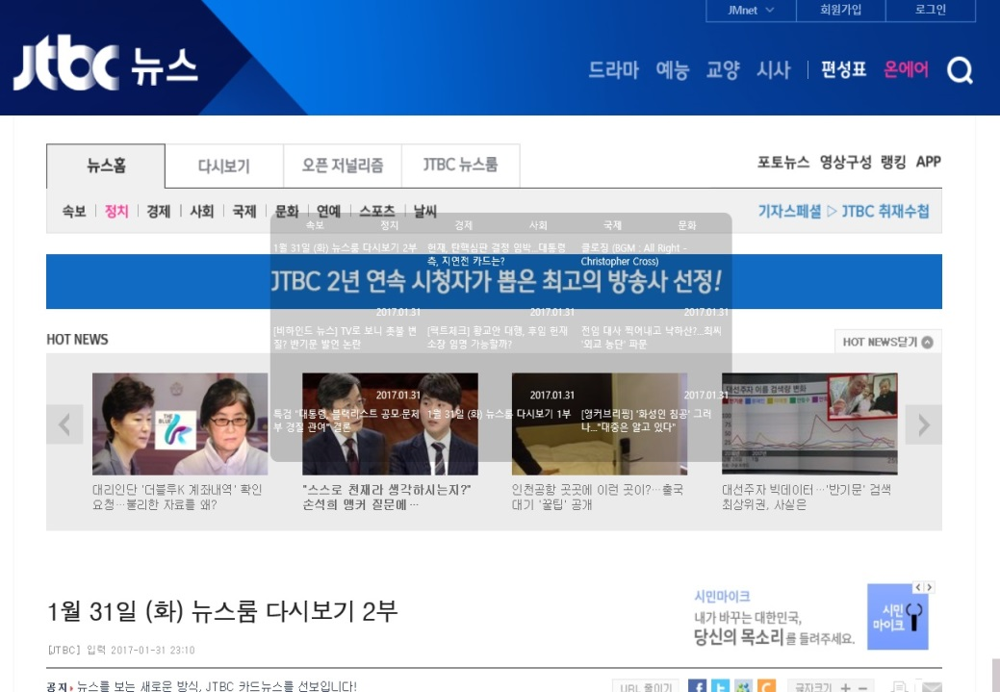 JMnet 회원가입 로그인
jtbc 뉴스
드라마 예능 교양 시사 편성표 온에어
뉴스홈 다시보기 오픈 저널리즘 JTBC 뉴스룸
포토뉴스 영상구성 랭킹 APP
속보 정치 경제 사회 국제 문화 연예 스포츠 날씨
기자스페셜 ▷ JTBC 취재수첩
속보 정치 경제 사회 국제 문화
1월 31일 (화) 뉴스룸 다시보기 2부
헌재, 탄핵심판 결정 임박…대통령
측, 지연전 카드는?
클로징 (BGM : All Right -
Christopher Cross)
JTBC 2년 연속 시청자가 뽑은 최고의 방송사 선정!
2017.01.31 2017.01.31 2017.01.31
[비하인드 뉴스] TV로 보니 촛불 변
질? 반기문 발언 논란
[팩트체크] 황교안 대행, 후임 헌재
소장 임명 가능할까?
전임 대사 찍어내고 낙하산?…최씨
'외교 농단' 파문
HOT NEWS
HOT NEWS닫기
2017.01.31 2017.01.31 2017.01.31
특검 "대통령, 블랙리스트 공모·문제
부 경질 관여" 결론
1월 31일 (화) 뉴스룸 다시보기 1부
[앵커브리핑] '화성인 침공' 그러
나…"대중은 알고 있다"
THE BLUE K
대선주자 이름 검색량 변화
대리인단 '더블루K 계좌내역' 확인
요청…불리한 자료를 왜?
"스스로 천재라 생각하시는지?"
손석희 앵커 질문에…
인천공항 곳곳에 이런 곳이?…출국
대기 '꿀팁' 공개
대선주자 빅데이터…'반기문' 검색
최상위권, 사실은
1월 31일 (화) 뉴스룸 다시보기 2부
[JTBC] 입력 2017-01-31 23:10
시민마이크
내가 바꾸는 대한민국,
당신의 목소리를 들려주세요.
시민
마이크
공지 뉴스를 보는 새로운 방식, JTBC 카드뉴스를 선보입니다!
URL 줄이기 글자크기 + -